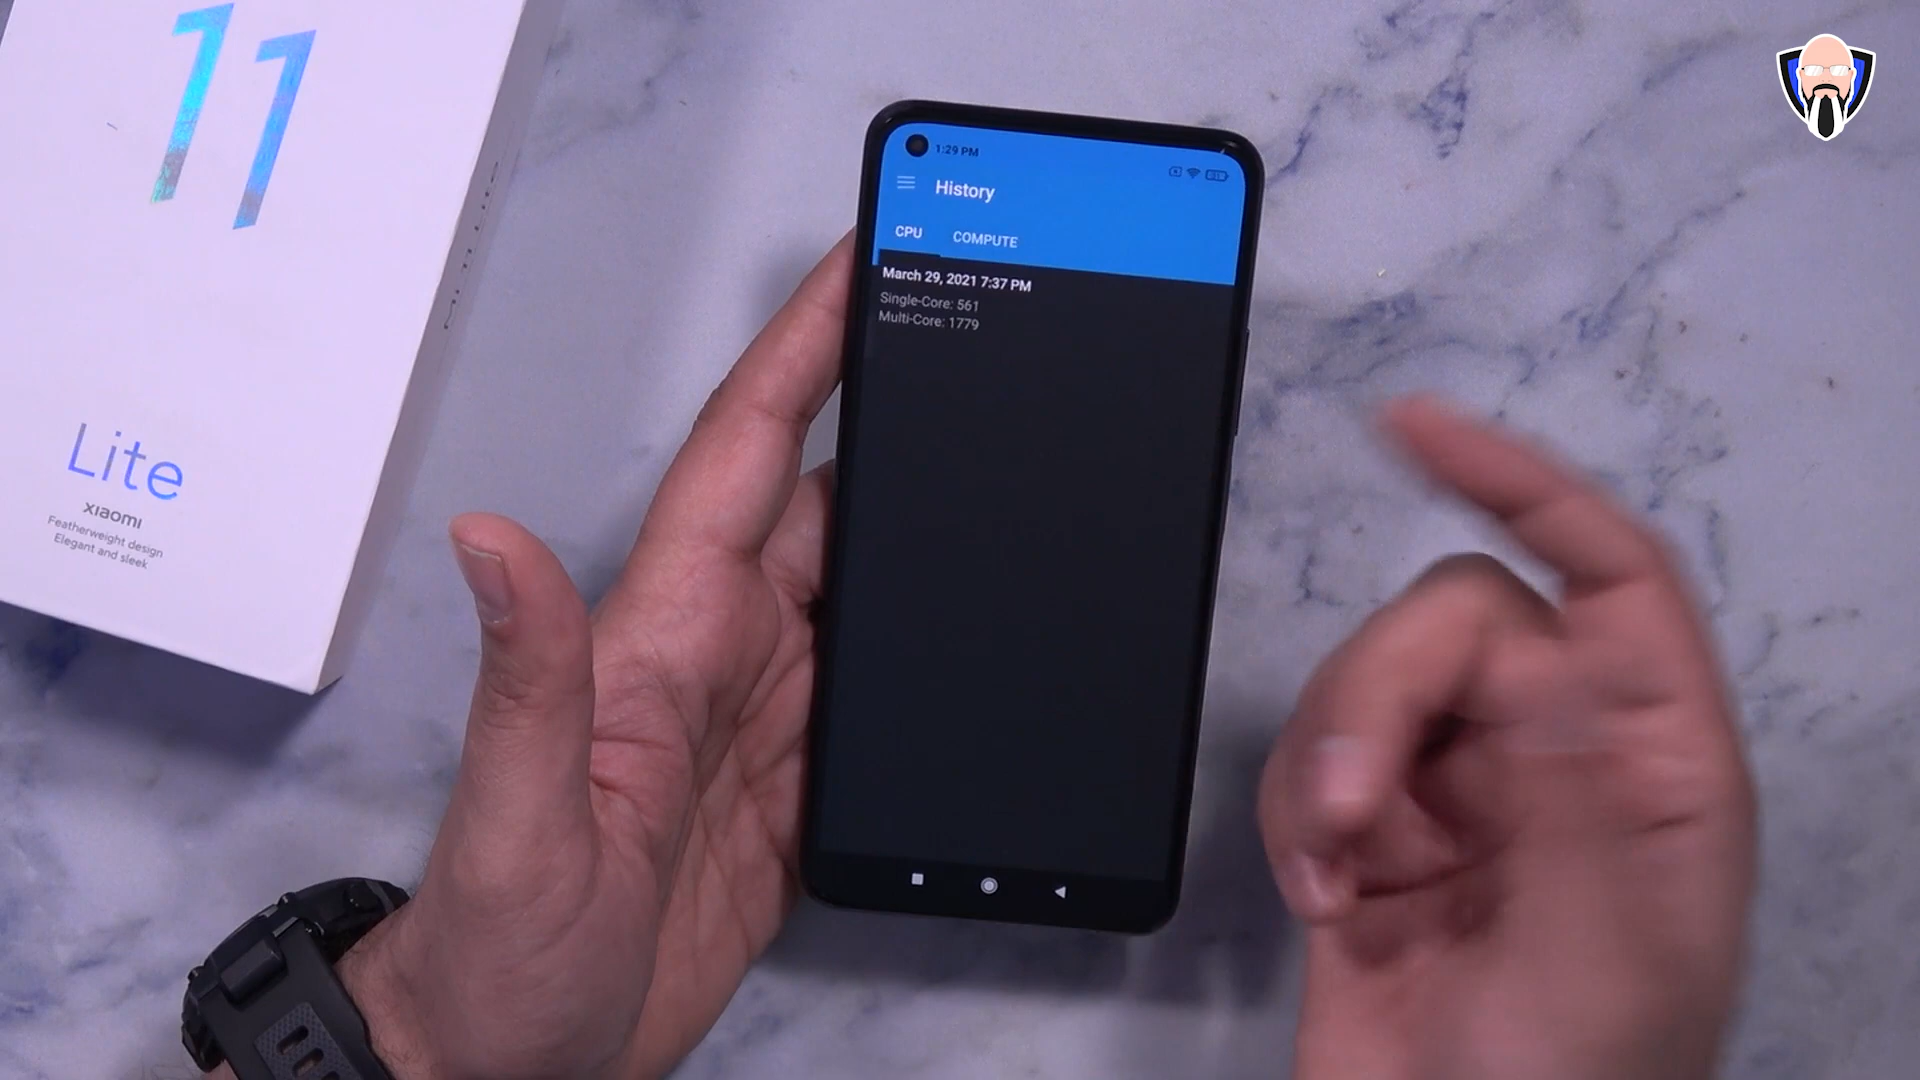 11
Lite
xiaomi
Featherweight design
Elegant and sleek
1:29 PM
History
CPU COMPUTE
March 29, 2021 7:37 PM
Single-Core: 561
Multi-Core: 1779